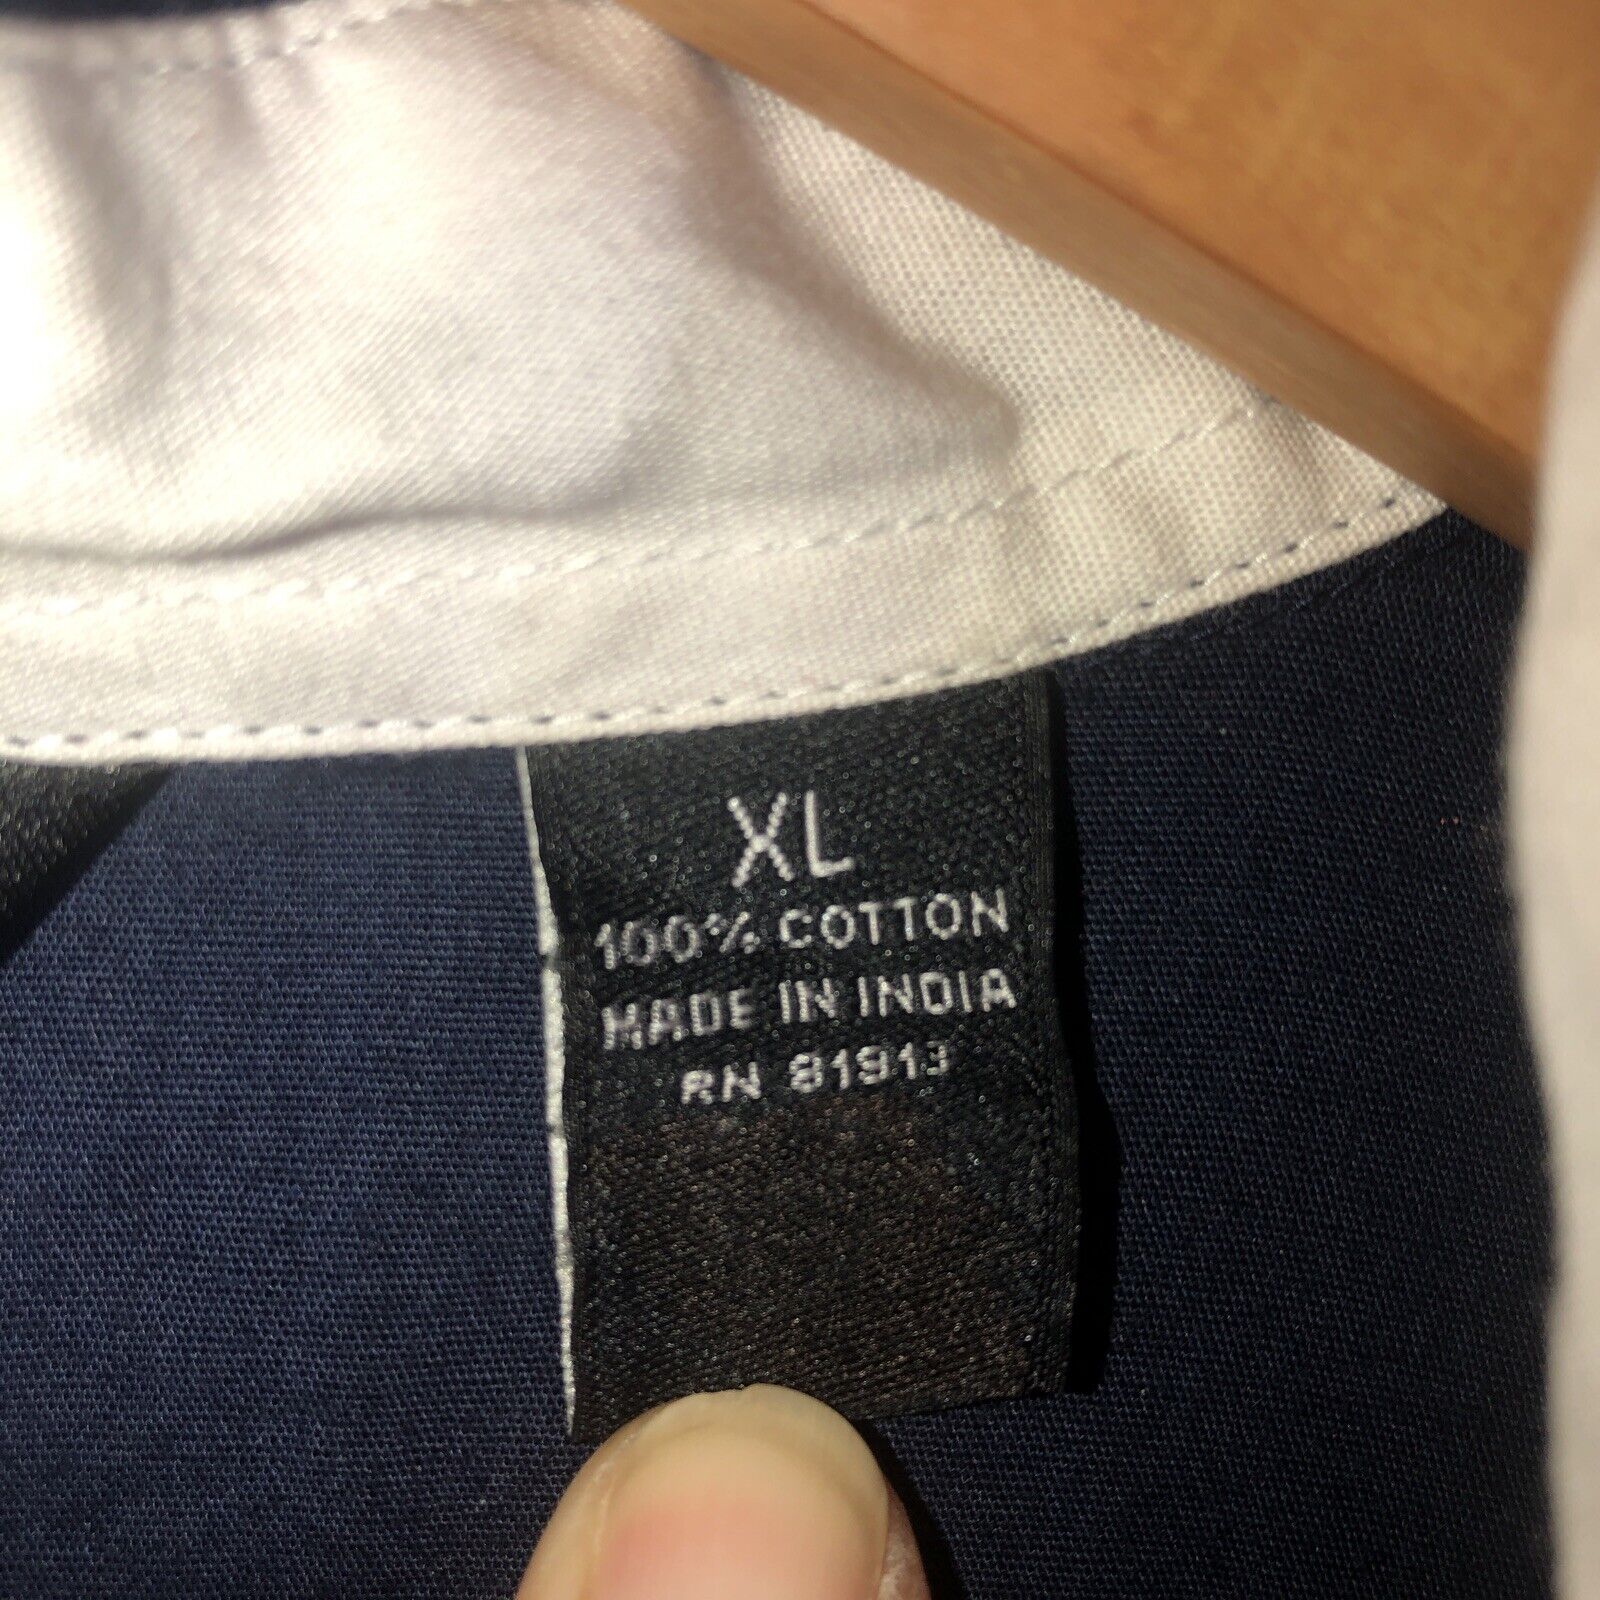 XL
100% COTTON
MADE IN INDIA
RN 81913